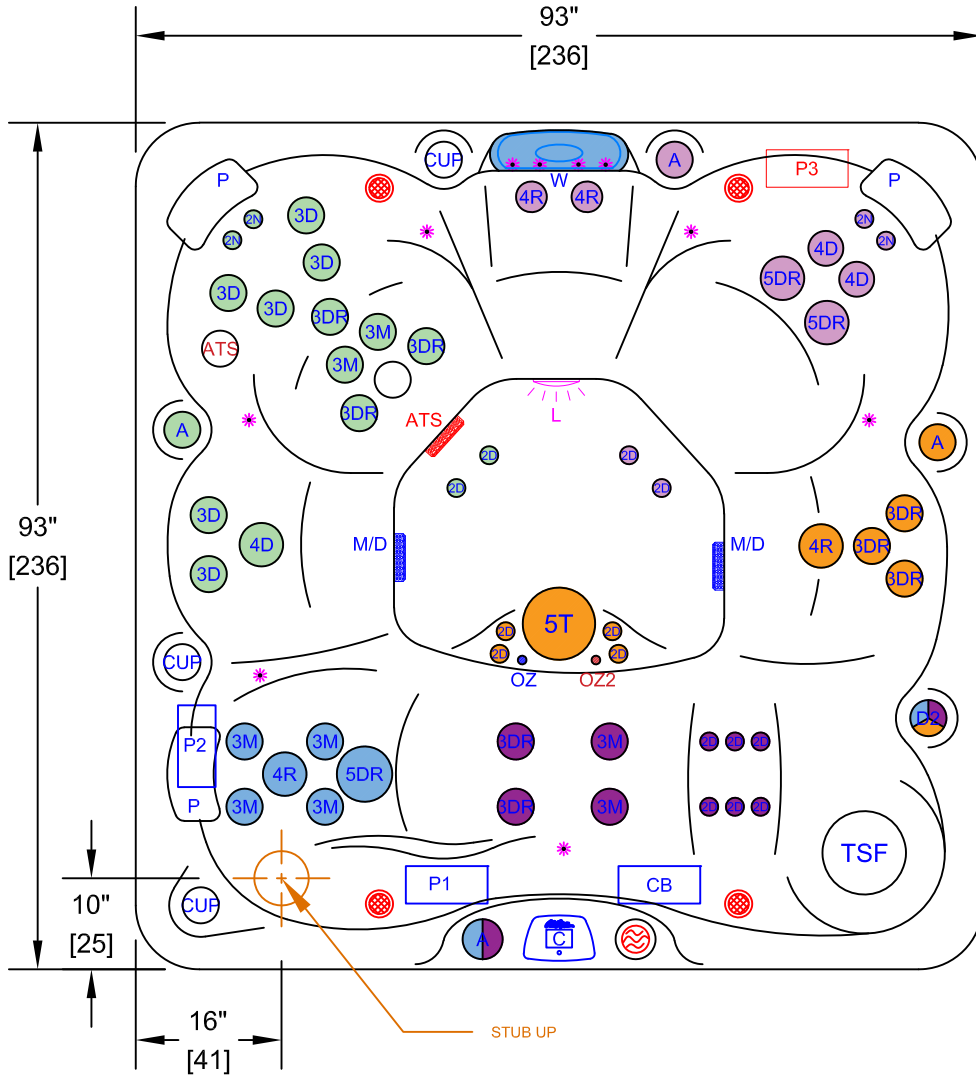 93"
[236]
CUP
A
P3
P
W
P
4R
4R
2N
2N
3D
2N
2N
4D
3D
5DR
4D
3D
3D
3DR
3M
5DR
ATS
3M
3DR
3DR
L
ATS
A
A
2D
2D
2D
2D
3D
3DR
93"
[236]
4D
M/D
M/D
4R
3DR
3D
3DR
5T
2D
2D
2D
2D
CUP
OZ
OZ2
D2
P2
3M
3M
3DR
3M
2D
2D
2D
4R
5DR
P
3M
3M
3DR
3M
2D
2D
2D
TSF
P1
CB
10"
[25]
CUP
A
C
STUB UP
16"
[41]